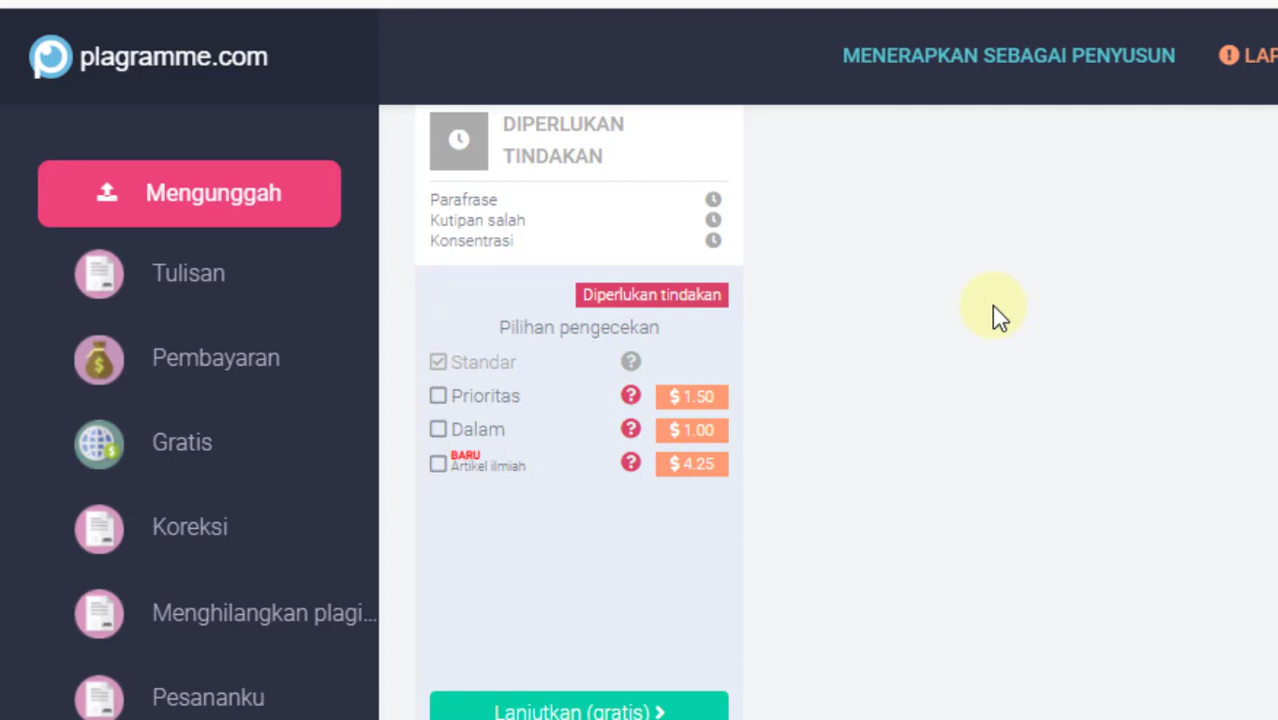 plagramme.com
MENERAPKAN SEBAGAI PENYUSUN
LAP
Mengunggah
Tulisan
Pembayaran
Gratis
Koreksi
Menghilangkan plagi...
Pesananku
DIPERLUKAN
TINDAKAN
Parafrase
Kutipan salah
Konsentrasi
Diperlukan tindakan
Pilihan pengecekan
Standar
Prioritas $ 1.50
Dalam $ 1.00
BARU
Artikel ilmiah $ 4.25
Lanjutkan (gratis)